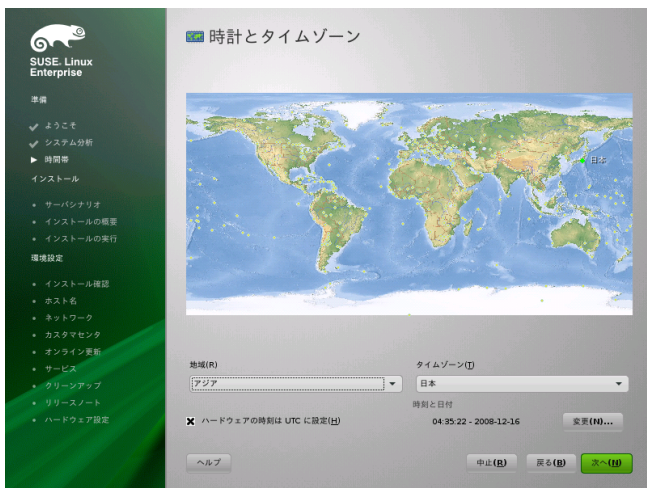 SUSE. Linux
Enterprise
準備
ようこそ
システム分析
時間帯
インストール
サーバシナリオ
インストールの概要
インストールの実行
環境設定
インストール確認
ホスト名
ネットワーク
カスタマセンタ
オンライン更新
サービス
クリーンアップ
リリースノート
ハードウェア設定
時計とタイムゾーン
日本
地域(R)
アジア
タイムゾーン(T)
日本
時刻と日付
ハードウェアの時刻は UTC に設定(H)
04:35:22 - 2008-12-16
変更(N)...
ヘルプ
中止(R)
戻る(B)
次へ(N)